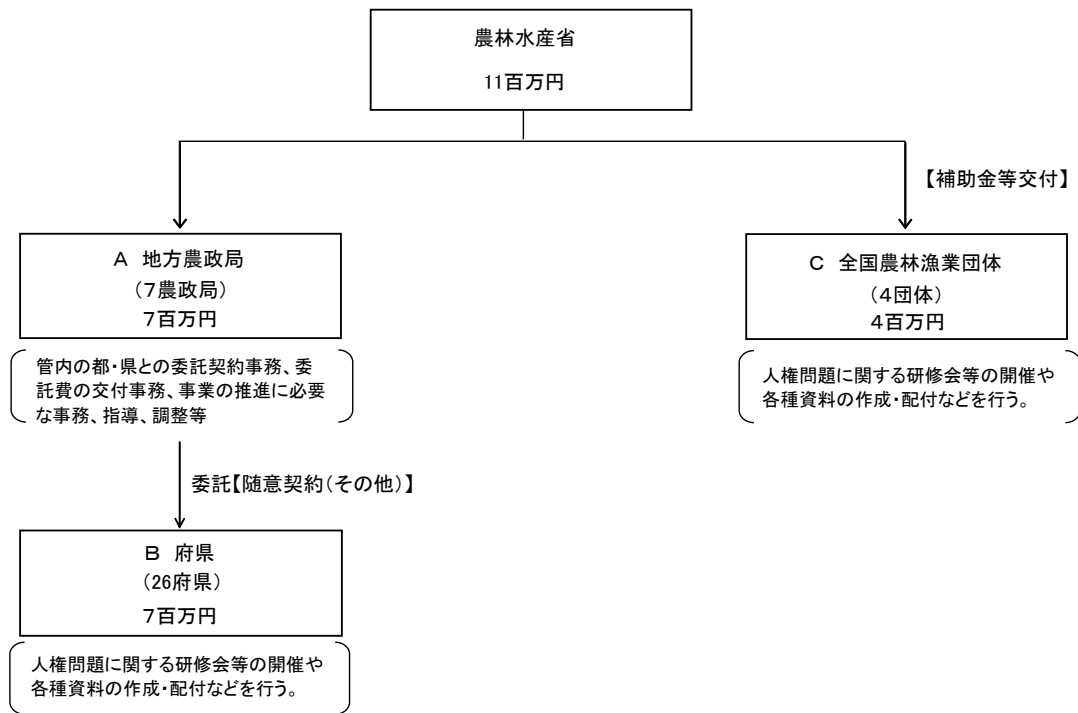 農林水産省
11百万円
【補助金等交付】
A 地方農政局
(7農政局)
7百万円
C 全国農林漁業団体
(4団体)
4百万円
管内の都・県との委託契約事務、委
託費の交付事務、事業の推進に必要
な事務、指導、調整等
人権問題に関する研修会等の開催や
各種資料の作成・配付などを行う。
委託【随意契約(その他)】
B 府県
(26府県)
7百万円
人権問題に関する研修会等の開催や
各種資料の作成・配付などを行う。